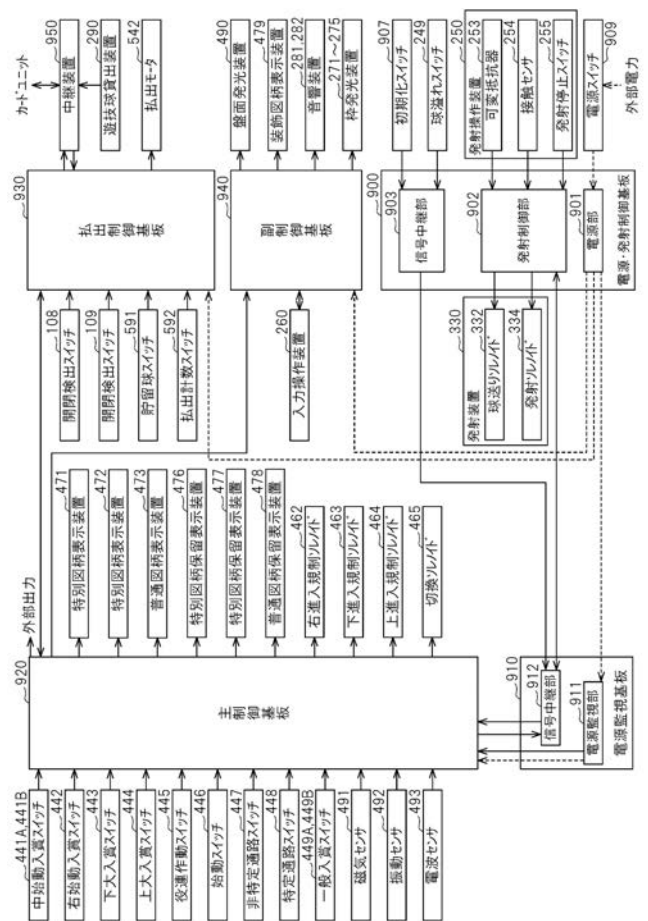 441A,441B
中始動入賞スイッチ
442
右始動入賞スイッチ
443
下大入賞スイッチ
444
上大入賞スイッチ
445
役連作動スイッチ
446
始動スイッチ
447
非特定通路スイッチ
448
特定通路スイッチ
449A,449B
一般入賞スイッチ
491
磁気センサ
492
振動センサ
493
電波センサ
920
主制御基板
外部出力
471
特別図柄表示装置
472
特別図柄表示装置
473
普通図柄表示装置
476
特別図柄保留表示装置
477
特別図柄保留表示装置
478
普通図柄保留表示装置
462
右進入規制ソレノイド
463
下進入規制ソレノイド
464
上進入規制ソレノイド
465
切換ソレノイド
910
912
信号中継部
911
電源監視部
電源監視基板
108
開閉検出スイッチ
109
開閉検出スイッチ
591
貯留球スイッチ
592
払出計数スイッチ
260
入力操作装置
330
発射装置
332
球送りソレノイド
334
発射ソレノイド
930
払出制御基板
940
副制御基板
900
903
信号中継部
902
発射制御部
901
電源部
電源・発射制御基板
カードユニット
950
中継装置
290
遊技球貸出装置
542
払出モータ
490
盤面発光装置
479
装飾図柄表示装置
281,282
音響装置
271～275
枠発光装置
907
初期化スイッチ
249
球溢れスイッチ
250
発射操作装置
253
可変抵抗器
254
接触センサ
255
発射停止スイッチ
909
電源スイッチ
外部電力